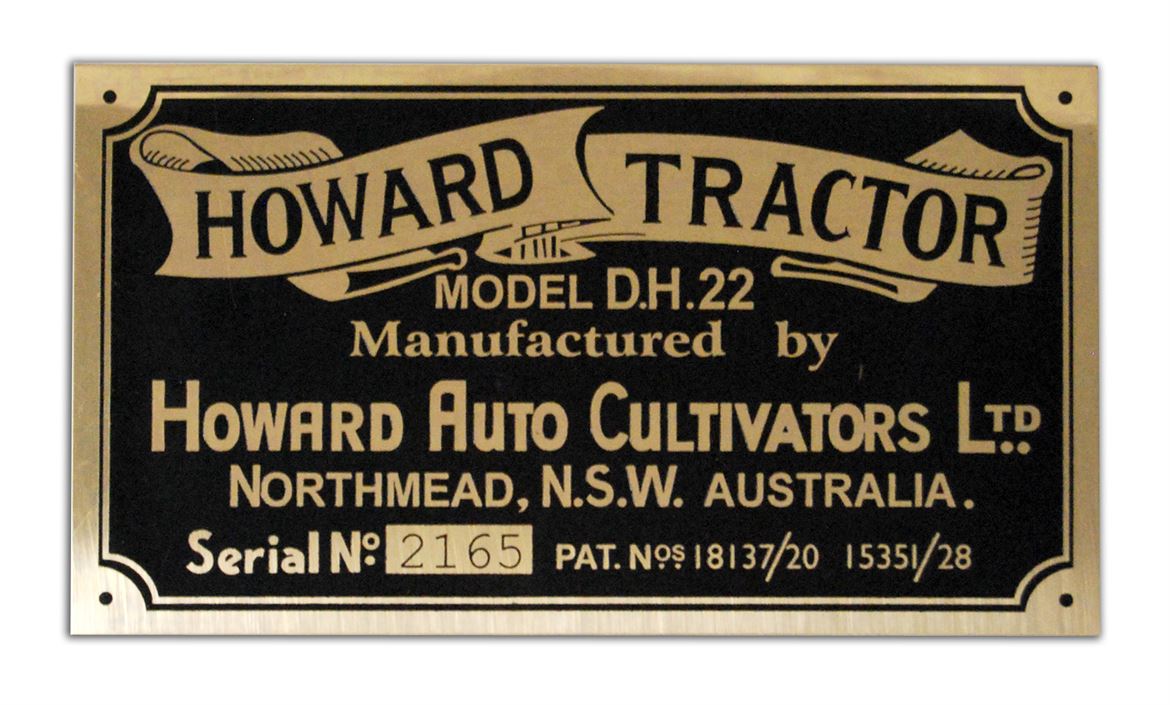 HOWARD TRACTOR
MODEL D.H.22
Manufactured by
HOWARD AUTO CULTIVATORS LTD
NORTHMEAD, N.S.W. AUSTRALIA.
Serial No. 2165 PAT. NOS. 18137/20 15351/28